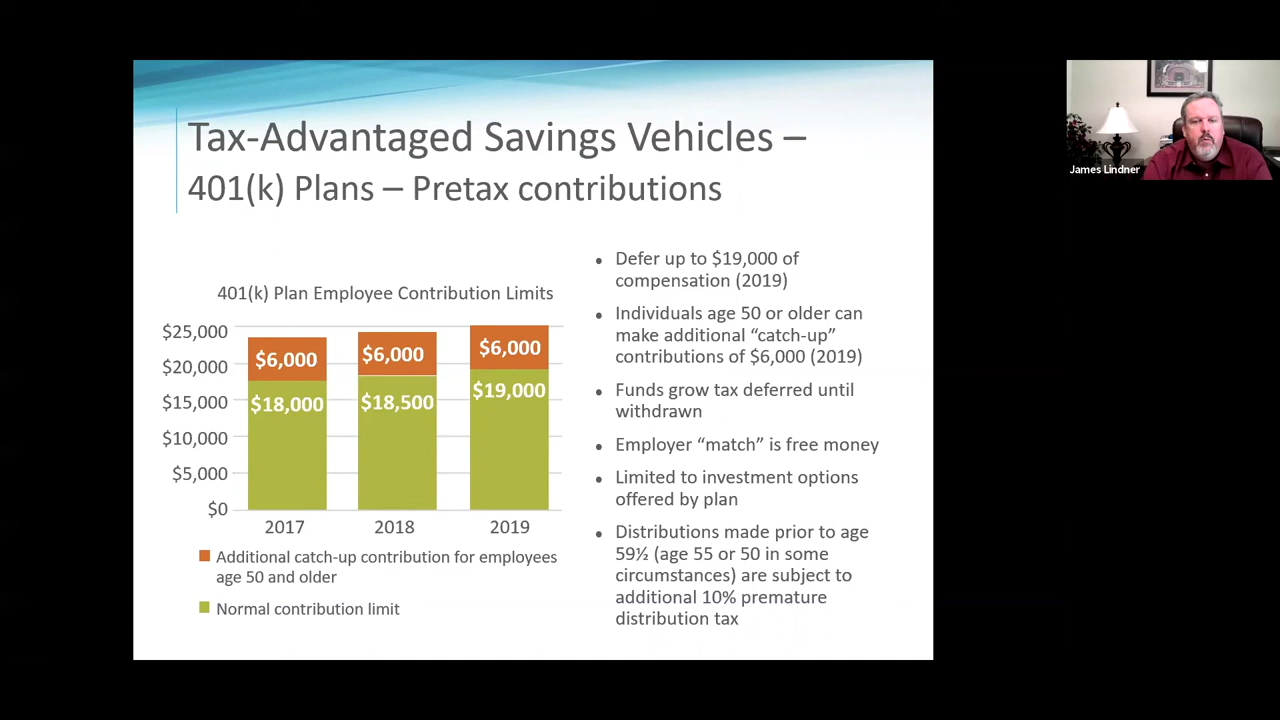 Tax-Advantaged Savings Vehicles –
401(k) Plans – Pretax contributions
401(k) Plan Employee Contribution Limits
$25,000
$20,000
$15,000
$10,000
$5,000
$0
$6,000
$6,000
$6,000
$18,000
$18,500
$19,000
2017
2018
2019
Additional catch-up contribution for employees
age 50 and older
Normal contribution limit
• Defer up to $19,000 of
compensation (2019)
• Individuals age 50 or older can
make additional “catch-up”
contributions of $6,000 (2019)
• Funds grow tax deferred until
withdrawn
• Employer “match” is free money
• Limited to investment options
offered by plan
• Distributions made prior to age
59½ (age 55 or 50 in some
circumstances) are subject to
additional 10% premature
distribution tax
James Lindner